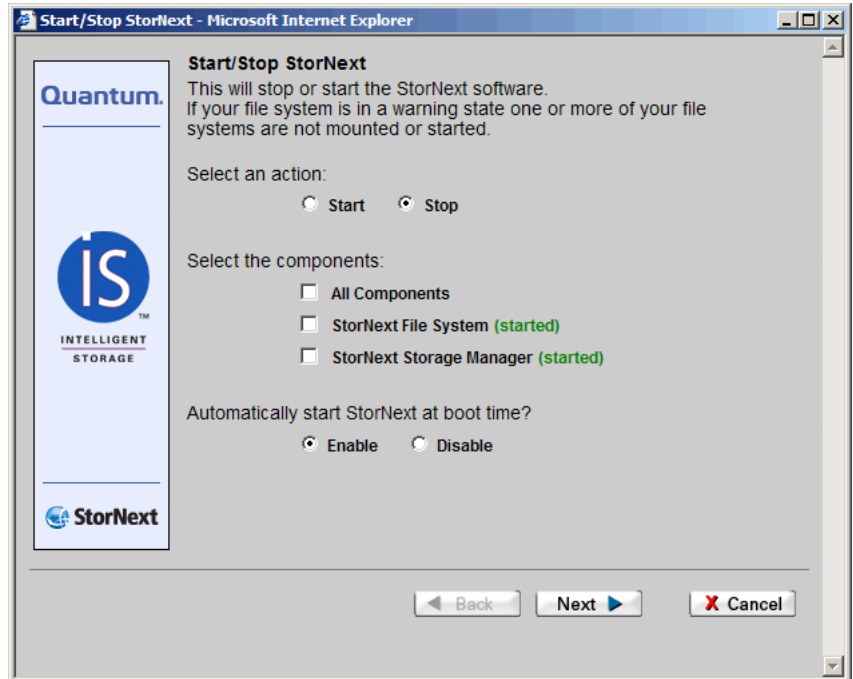 Start/Stop StorNext - Microsoft Internet Explorer
Quantum.
iS
TM
INTELLIGENT
STORAGE
StorNext
Start/Stop StorNext
This will stop or start the StorNext software.
If your file system is in a warning state one or more of your file
systems are not mounted or started.
Select an action:
Start Stop
Select the components:
All Components
StorNext File System (started)
StorNext Storage Manager (started)
Automatically start StorNext at boot time?
Enable Disable
Back Next X Cancel